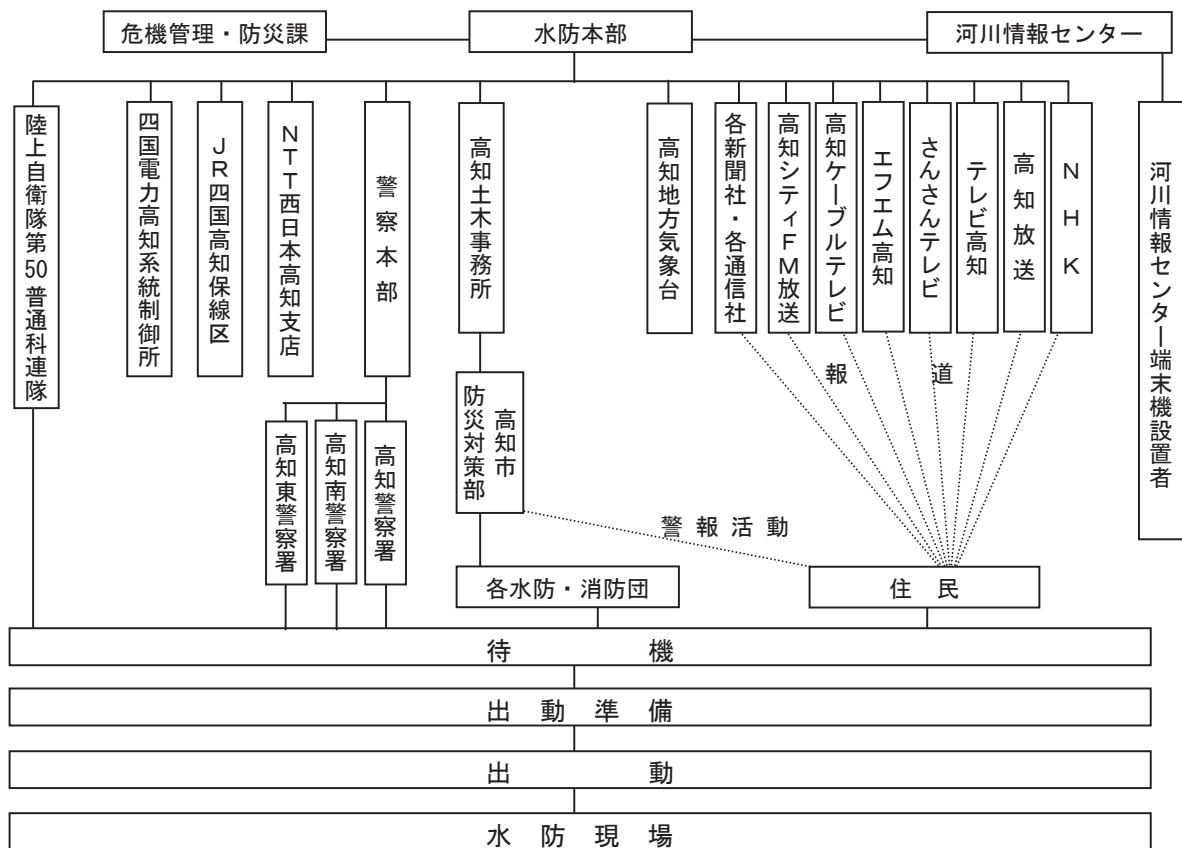 危機管理・防災課
水防本部
河川情報センター
陸上自衛隊第50普通科連隊
四国電力高知系統制御所
JR四国高知保線区
NTT西日本高知支店
警察本部
高知土木事務所
高知地方気象台
各新聞社・各通信社
高知シティFM放送
高知ケーブルテレビ
エフエム高知
さんさんテレビ
テレビ高知
高知放送
NHK
河川情報センター端末機設置者
報道
高知市
防災対策部
高知東警察署
高知南警察署
高知警察署
警報活動
各水防・消防団
住民
待機
出動準備
出動
水防現場